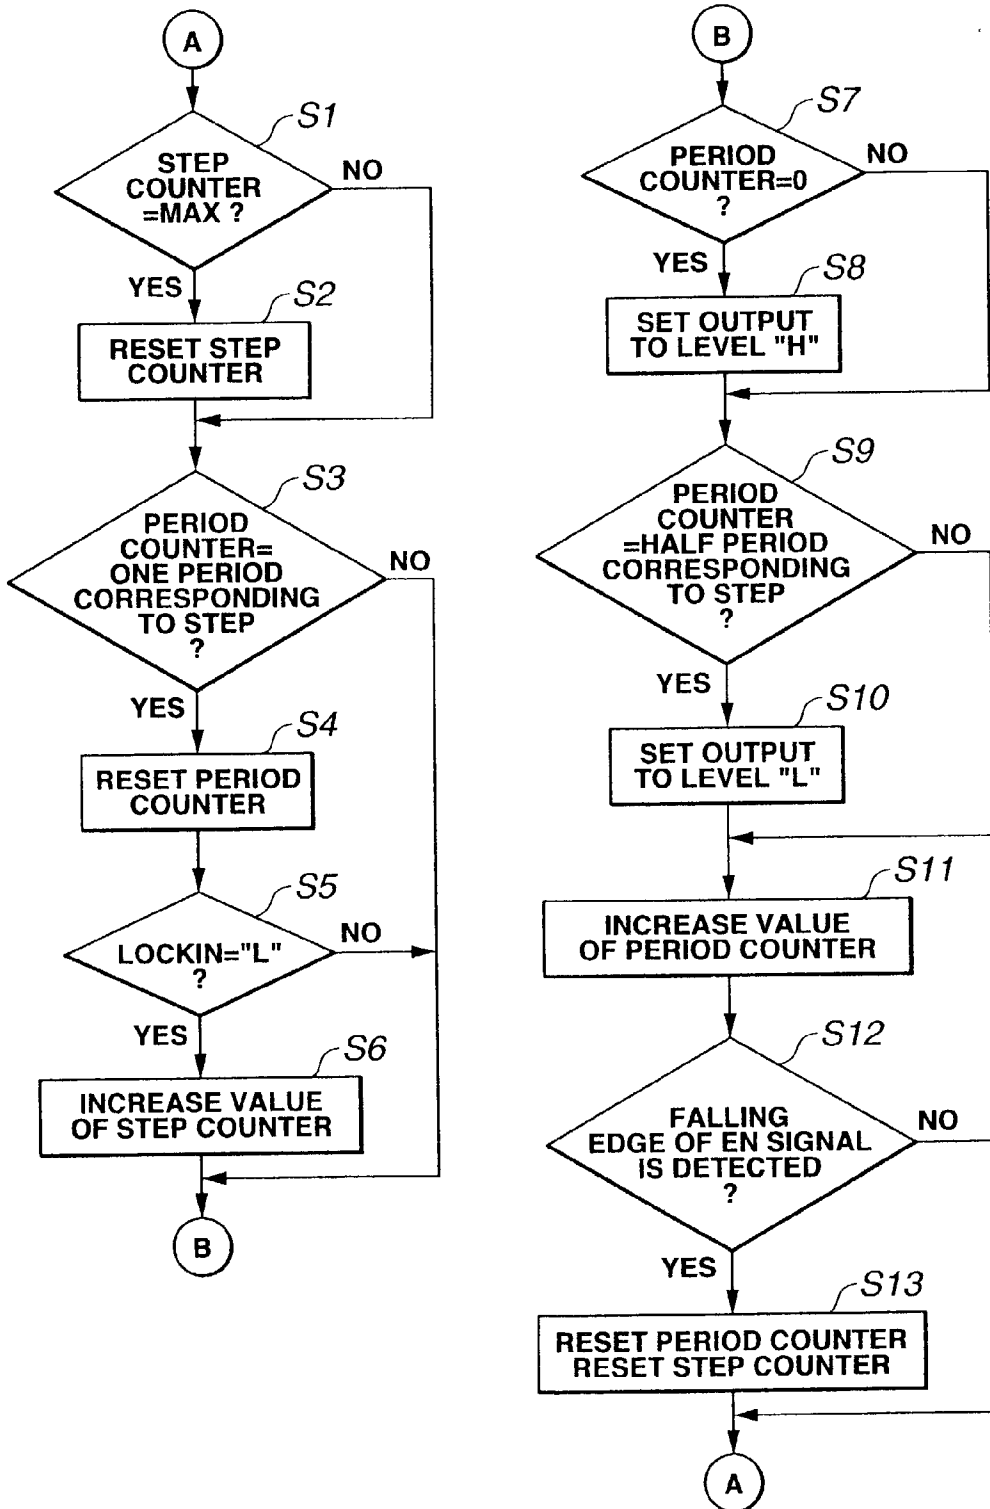 A
S1
STEP
COUNTER
=MAX ?
NO
YES
S2
RESET STEP
COUNTER
S3
PERIOD
COUNTER=
ONE PERIOD
CORRESPONDING
TO STEP
?
NO
YES
S4
RESET PERIOD
COUNTER
S5
LOCKIN="L"
?
NO
YES
S6
INCREASE VALUE
OF STEP COUNTER
B
B
S7
PERIOD
COUNTER=0
?
NO
YES
S8
SET OUTPUT
TO LEVEL "H"
S9
PERIOD
COUNTER
=HALF PERIOD
CORRESPONDING
TO STEP
?
NO
YES
S10
SET OUTPUT
TO LEVEL "L"
S11
INCREASE VALUE
OF PERIOD COUNTER
S12
FALLING
EDGE OF EN SIGNAL
IS DETECTED
?
NO
YES
S13
RESET PERIOD COUNTER
RESET STEP COUNTER
A